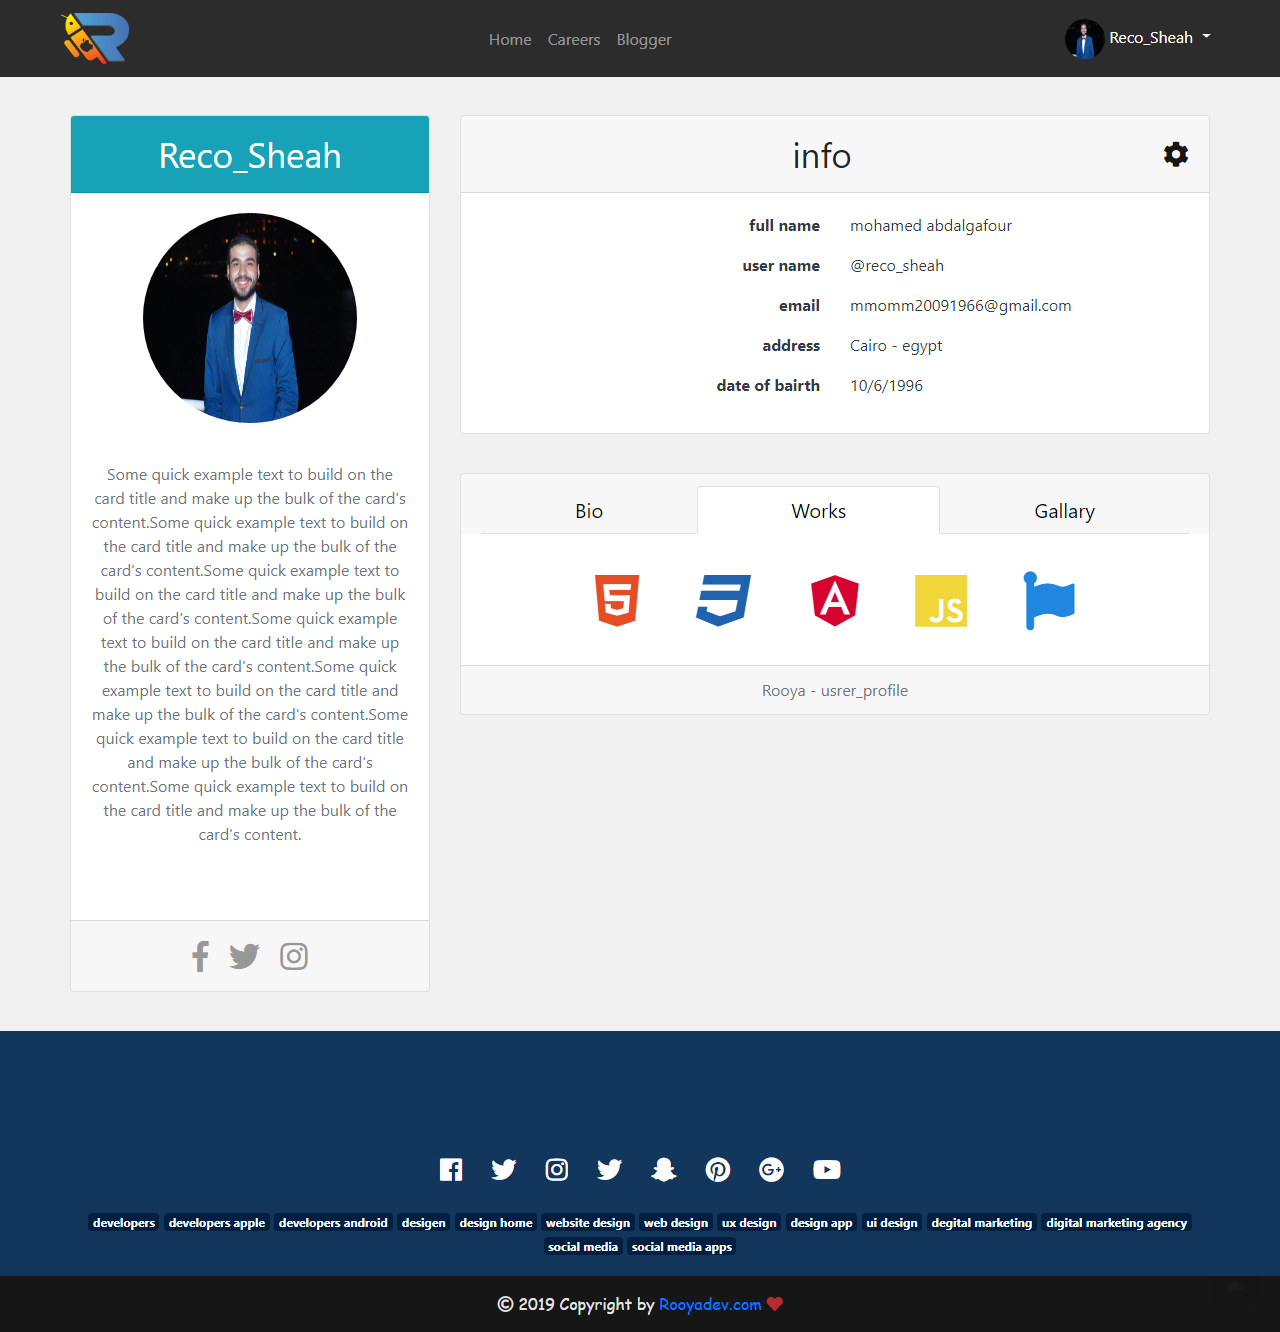 Home Careers Blogger
Reco_Sheah
Reco_Sheah
Some quick example text to build on the
card title and make up the bulk of the card's
content.Some quick example text to build on
the card title and make up the bulk of the
card's content.Some quick example text to
build on the card title and make up the bulk
of the card's content.Some quick example
text to build on the card title and make up
the bulk of the card's content.Some quick
example text to build on the card title and
make up the bulk of the card's content.Some
quick example text to build on the card title
and make up the bulk of the card's
content.Some quick example text to build on
the card title and make up the bulk of the
card's content.
info
full name mohamed abdalgafour
user name @reco_sheah
email mmomm20091966@gmail.com
address Cairo - egypt
date of bairth 10/6/1996
Bio Works Gallary
5 A JS
Rooya - usrer_profile
developers developers apple developers android desigen design home website design web design ux design design app ui design degital marketing digital marketing agency
social media social media apps
© 2019 Copyright by Rooyadev.com